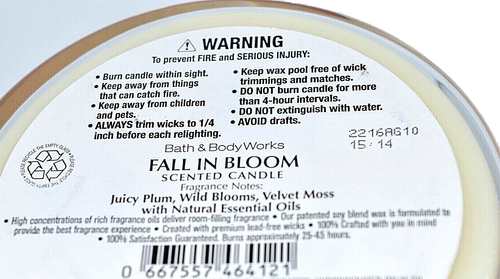 WARNING
To prevent FIRE and SERIOUS INJURY:
• Burn candle within sight.
• Keep away from things
that can catch fire.
• Keep away from children
and pets.
• ALWAYS trim wicks to 1/4
inch before each relighting.
• Keep wax pool free of wick
trimmings and matches.
• DO NOT burn candle for more
than 4-hour intervals.
• DO NOT extinguish with water.
• AVOID drafts.
2216AG10
15:14
Bath & Body Works
FALL IN BLOOM
SCENTED CANDLE
Fragrance Notes:
Juicy Plum, Wild Blooms, Velvet Moss
with Natural Essential Oils
• High concentrations of rich fragrance oils deliver room-filling fragrance • Our patented soy blend wax is formulated to
provide the best fragrance experience • Created with premium lead-free wicks • 100% Crafted with you in mind
• 100% Satisfaction Guaranteed. Burns approximately 25-45 hours.
0 667557 464121